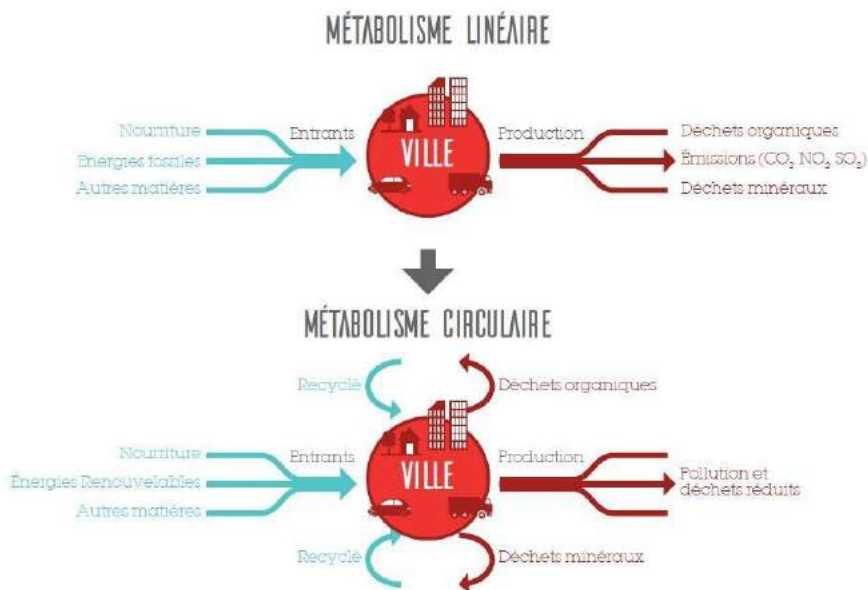 MÉTABOLISME LINÉAIRE
Nourriture
Énergies fossiles
Autres matières
Entrants
VILLE
Production
Déchets organiques
Émissions (CO₂ NO₂ SO₂)
Déchets minéraux
MÉTABOLISME CIRCULAIRE
Recyclé
Déchets organiques
Nourriture
Énergies Renouvelables
Autres matières
Entrants
VILLE
Production
Pollution et
déchets réduits
Recyclé
Déchets minéraux